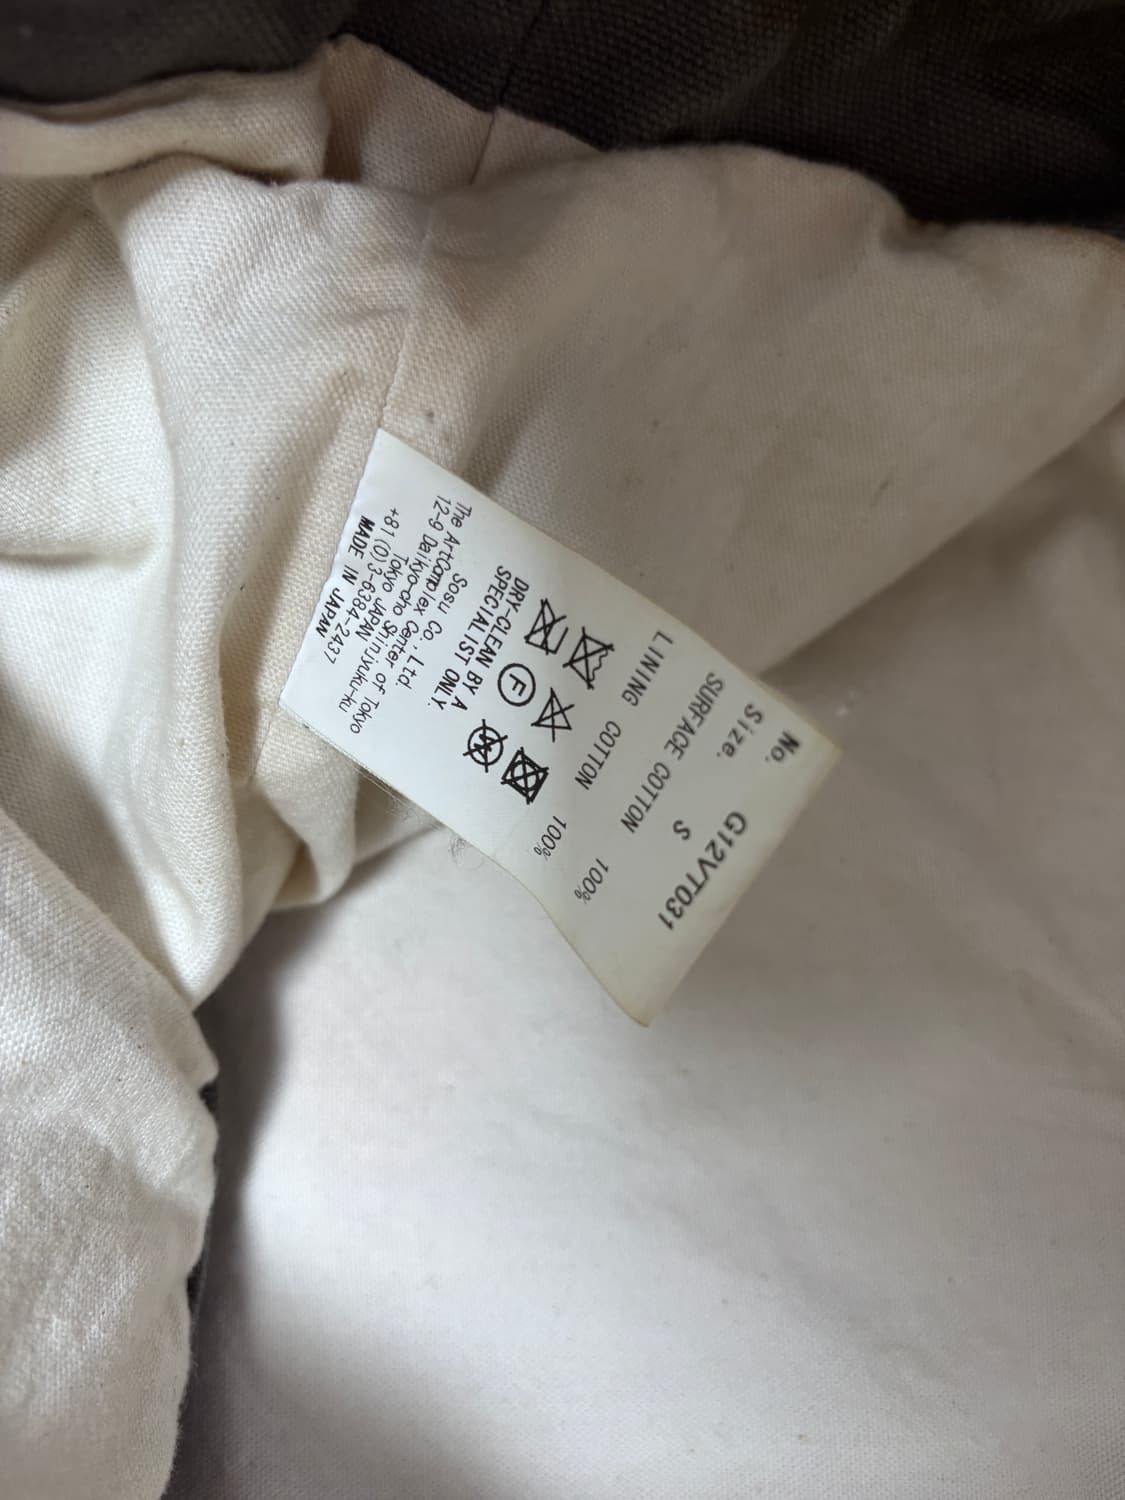 No. G12VT031
Size. S
SURFACE COTTON 100%
LINING COTTON 100%
F
W
DRY-CLEAN BY A
SPECIALIST ONLY.
Sosu Co.,Ltd.
The ArtComplex Center of Tokyo
12-9 Daikyo-cho Shinjyuku-ku
Tokyo JAPAN
+81(0)3-6384-2437
MADE IN JAPAN